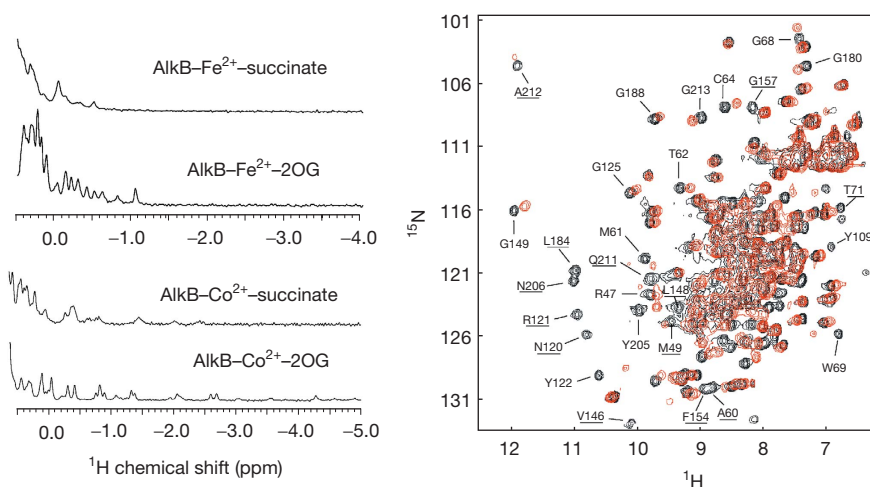 AlkB–Fe²⁺–succinate
AlkB–Fe²⁺–2OG
0.0 –1.0 –2.0 –3.0 –4.0
AlkB–Co²⁺–succinate
AlkB–Co²⁺–2OG
0.0 –1.0 –2.0 –3.0 –4.0 –5.0
¹H chemical shift (ppm)
101
106
111
116
121
126
131
¹⁵N
G68
G180
A212
G188
G213
C64
G157
T62
G125
T71
G149
M61
Y109
L184
Q211
N206
R47
L148
R121
N120
Y205
M49
W69
Y122
V146
F154
A60
12 11 10 9 8 7
¹H